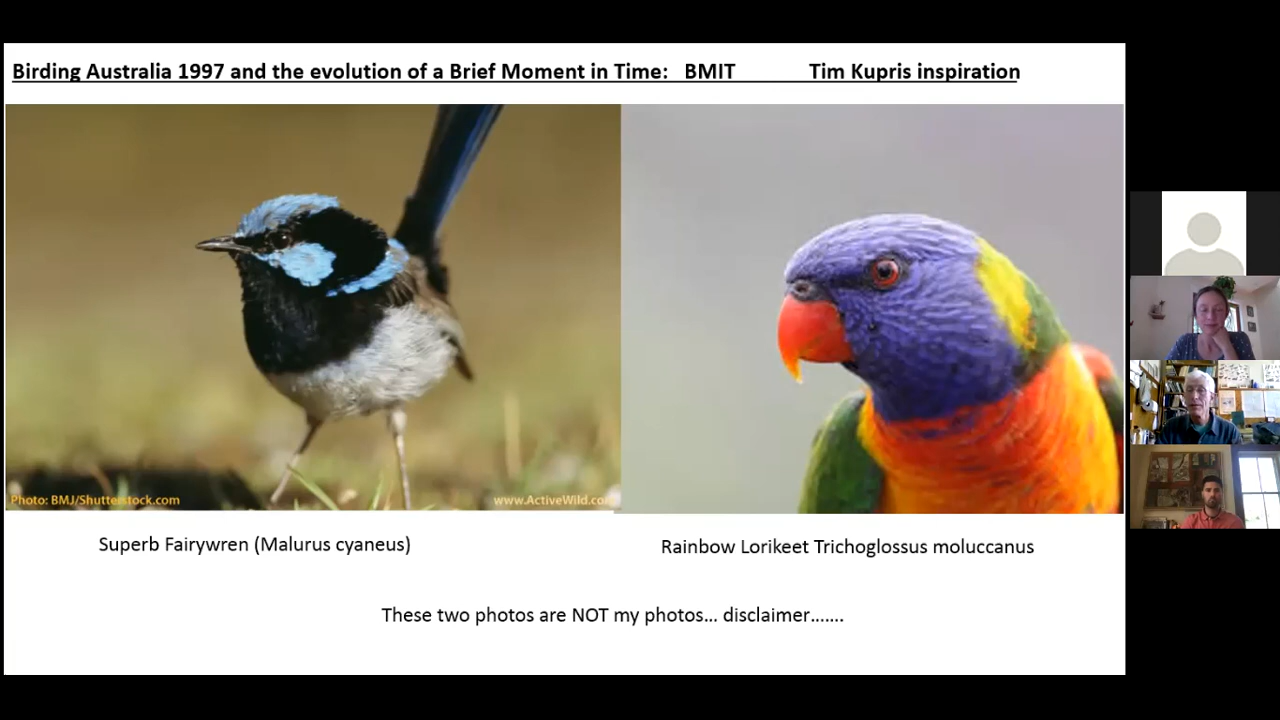 Birding Australia 1997 and the evolution of a Brief Moment in Time: BMIT Tim Kupris inspiration
Photo: BMJ/Shutterstock.com
www.ActiveWild.com
Superb Fairywren (Malurus cyaneus)
Rainbow Lorikeet Trichoglossus moluccanus
These two photos are NOT my photos... disclaimer.......